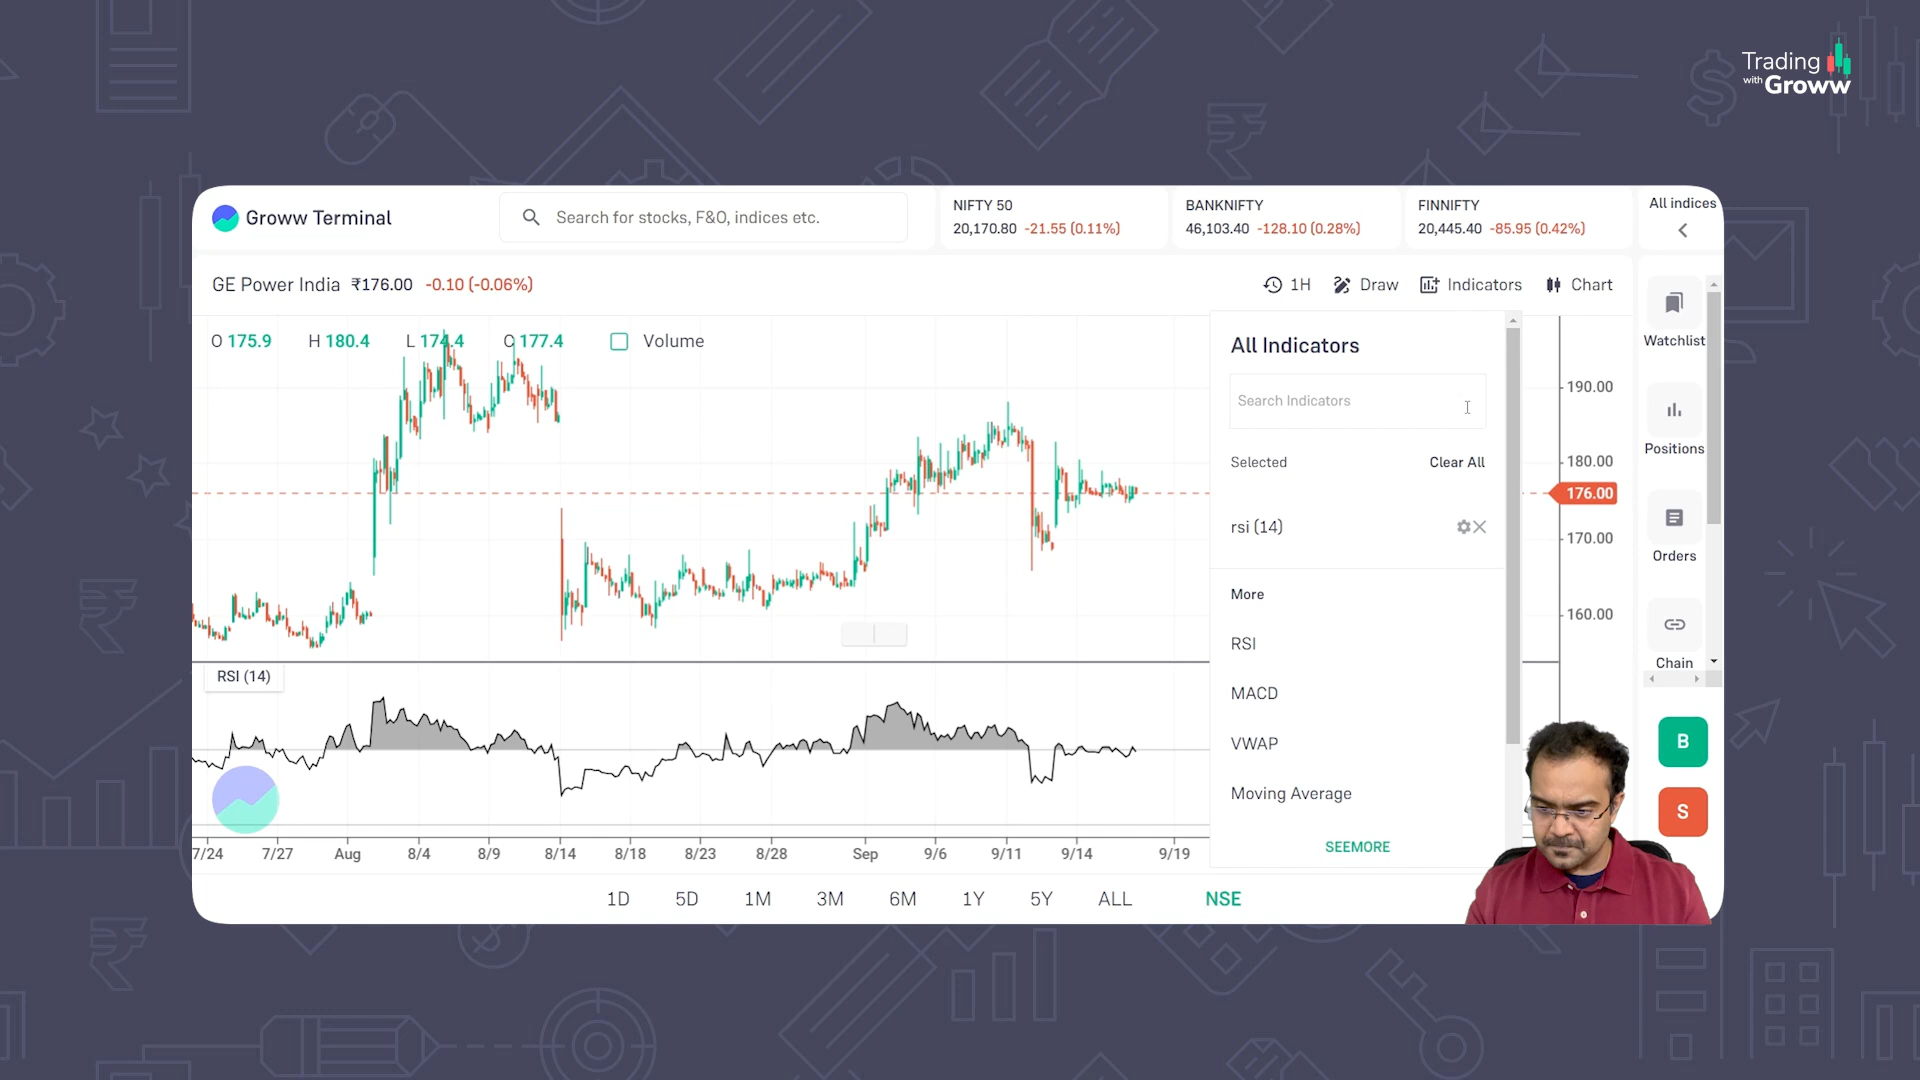 Trading
with Groww
Groww Terminal
Search for stocks, F&O, indices etc.
NIFTY 50
20,170.80 -21.55 (0.11%)
BANKNIFTY
46,103.40 -128.10 (0.28%)
FINNIFTY
20,445.40 -85.95 (0.42%)
All indices
GE Power India ₹176.00 -0.10 (-0.06%)
1H
Draw
Indicators
Chart
O 175.9 H 180.4 L 174.4 C 177.4 Volume
All Indicators
Search Indicators
Selected Clear All
rsi (14)
More
RSI
MACD
VWAP
Moving Average
SEEMORE
190.00
180.00
176.00
170.00
160.00
Watchlist
Positions
Orders
Chain
B
S
RSI (14)
7/24 7/27 Aug 8/4 8/9 8/14 8/18 8/23 8/28 Sep 9/6 9/11 9/14 9/19
1D 5D 1M 3M 6M 1Y 5Y ALL NSE